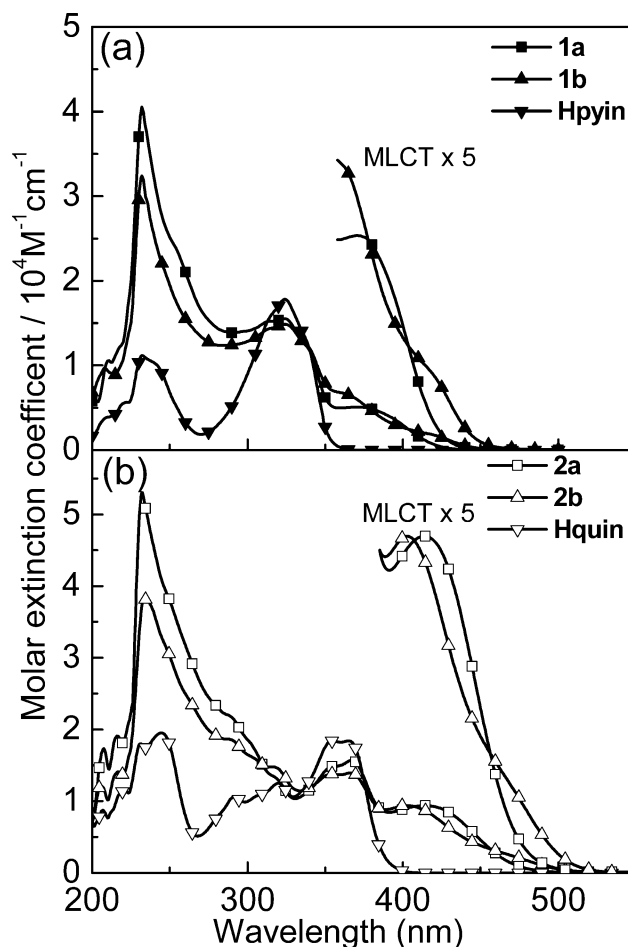 5
(a)
1a
1b
Hpyin
4
MLCT x 5
3
2
1
0
(b)
2a
2b
Hquin
5
MLCT x 5
4
3
2
1
0
200 300 400 500
Wavelength (nm)
Molar extinction coefficent / 10⁴M⁻¹cm⁻¹